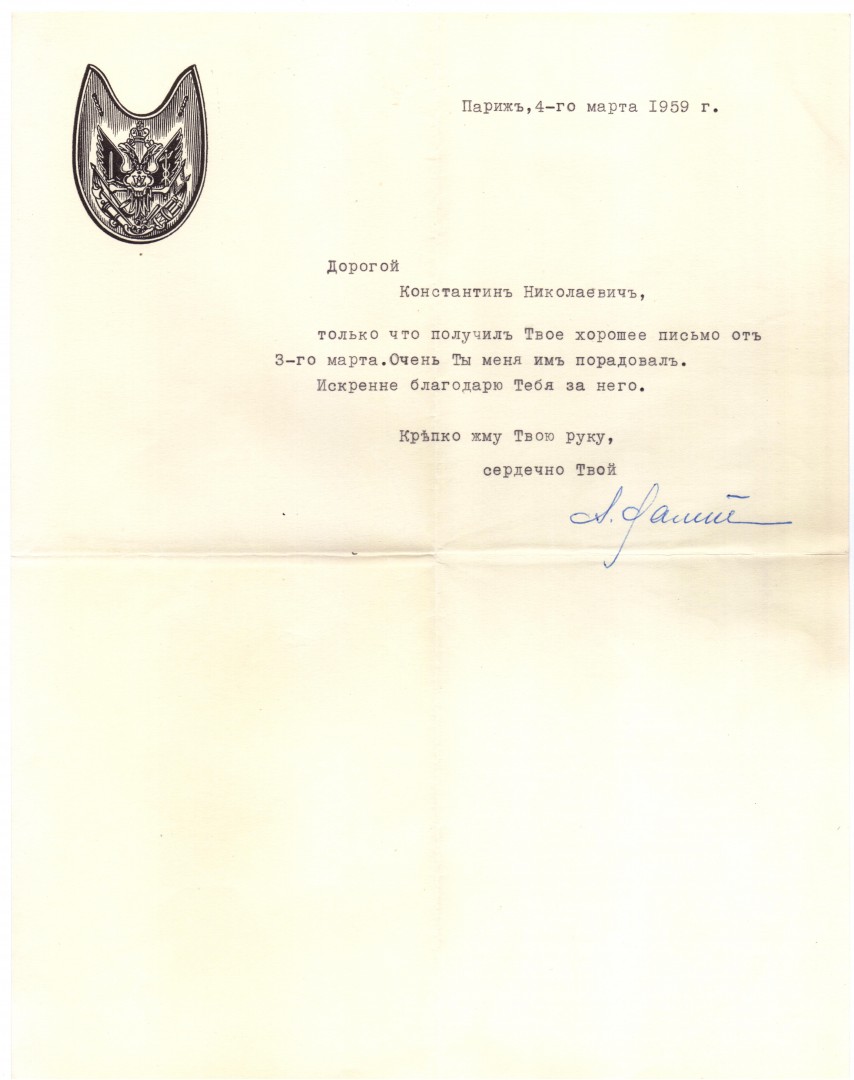 Парижъ,4-го марта 1959 г.
Дорогой
Константинъ Николаевичъ,
только что получилъ Твое хорошее письмо отъ
3-го марта.Очень Ты меня имъ порадовалъ.
Искренне благодарю Тебя за него.
Крѣпко жму Твою руку,
сердечно Твой